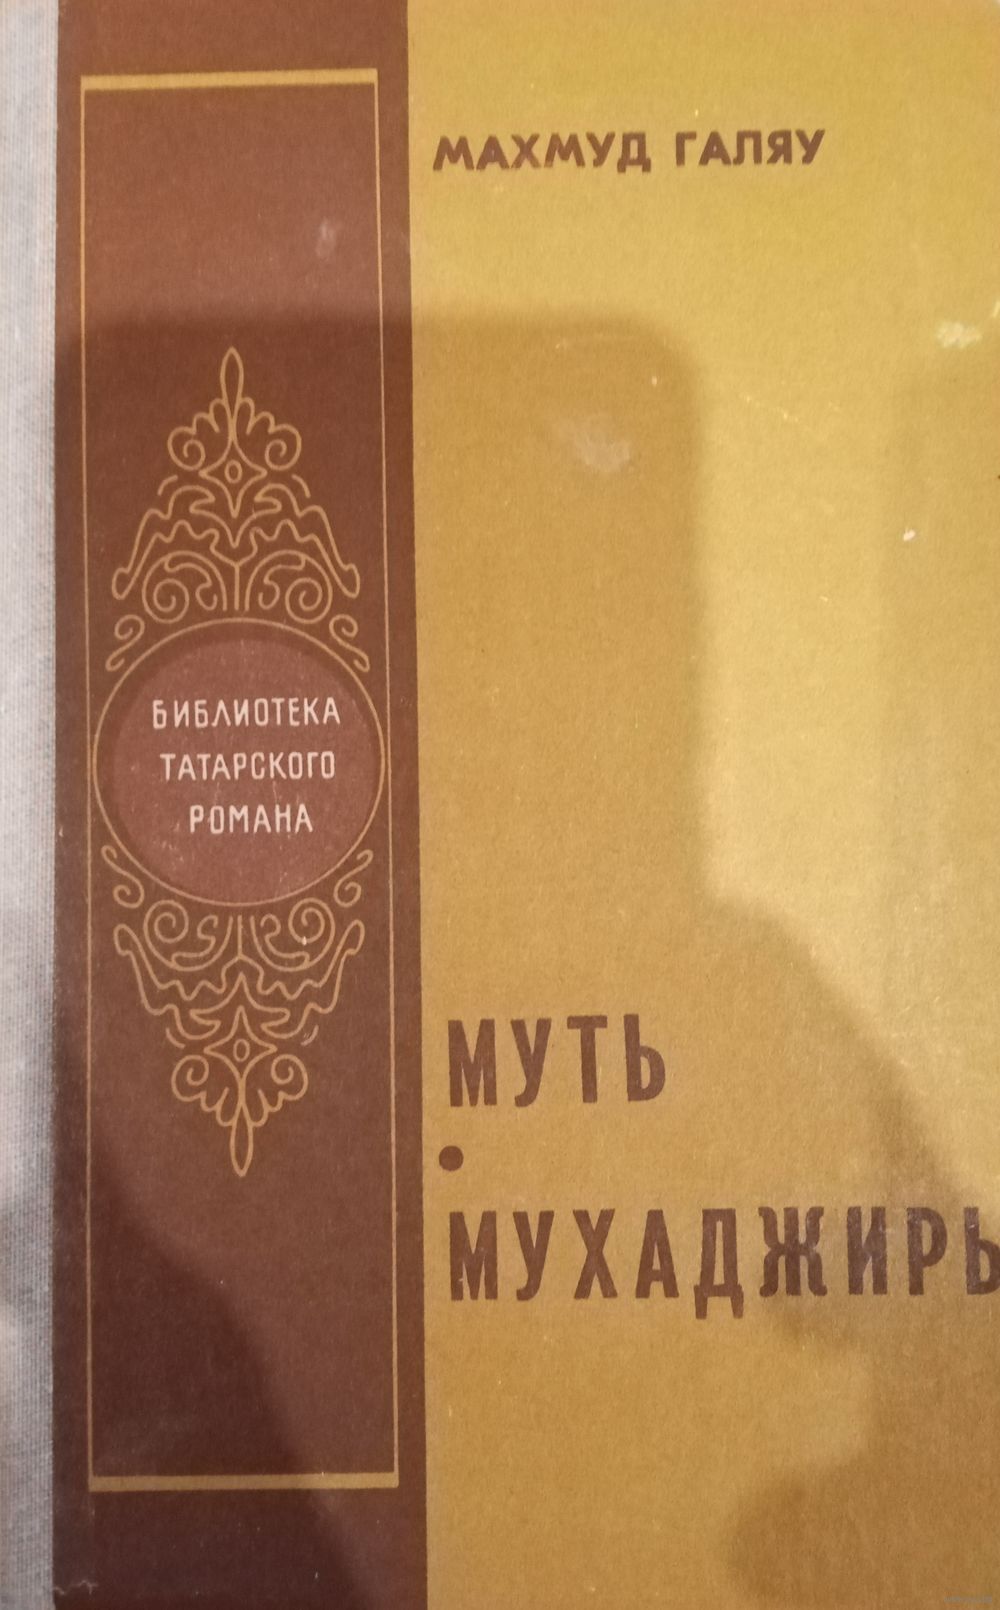 МАХМУД ГАЛЯУ
БИБЛИОТЕКА
ТАТАРСКОГО
РОМАНА
МУТЬ
•
МУХАДЖИРЫ